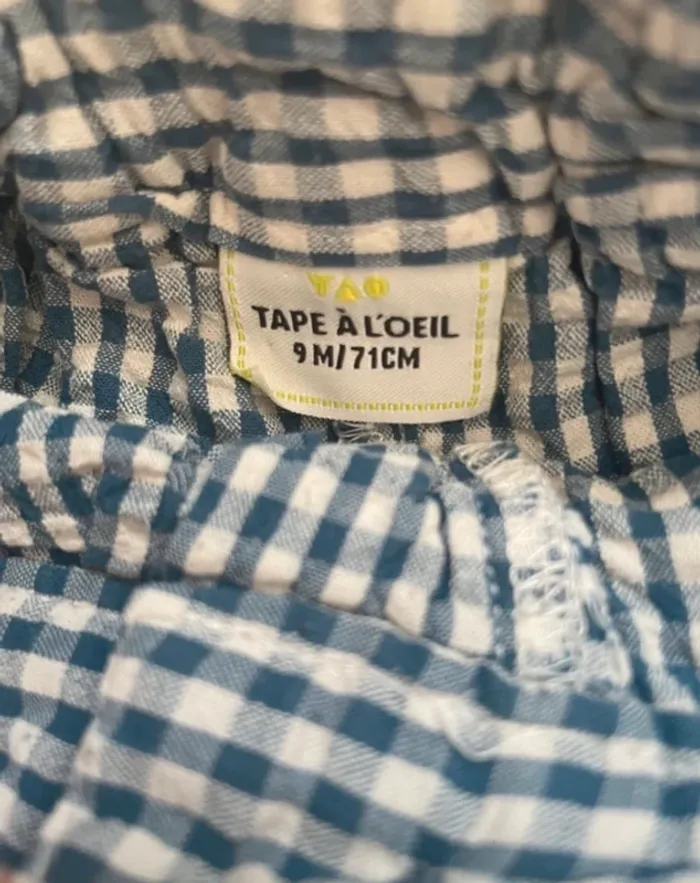 TAO
TAPE À L'OEIL
9 M/71CM